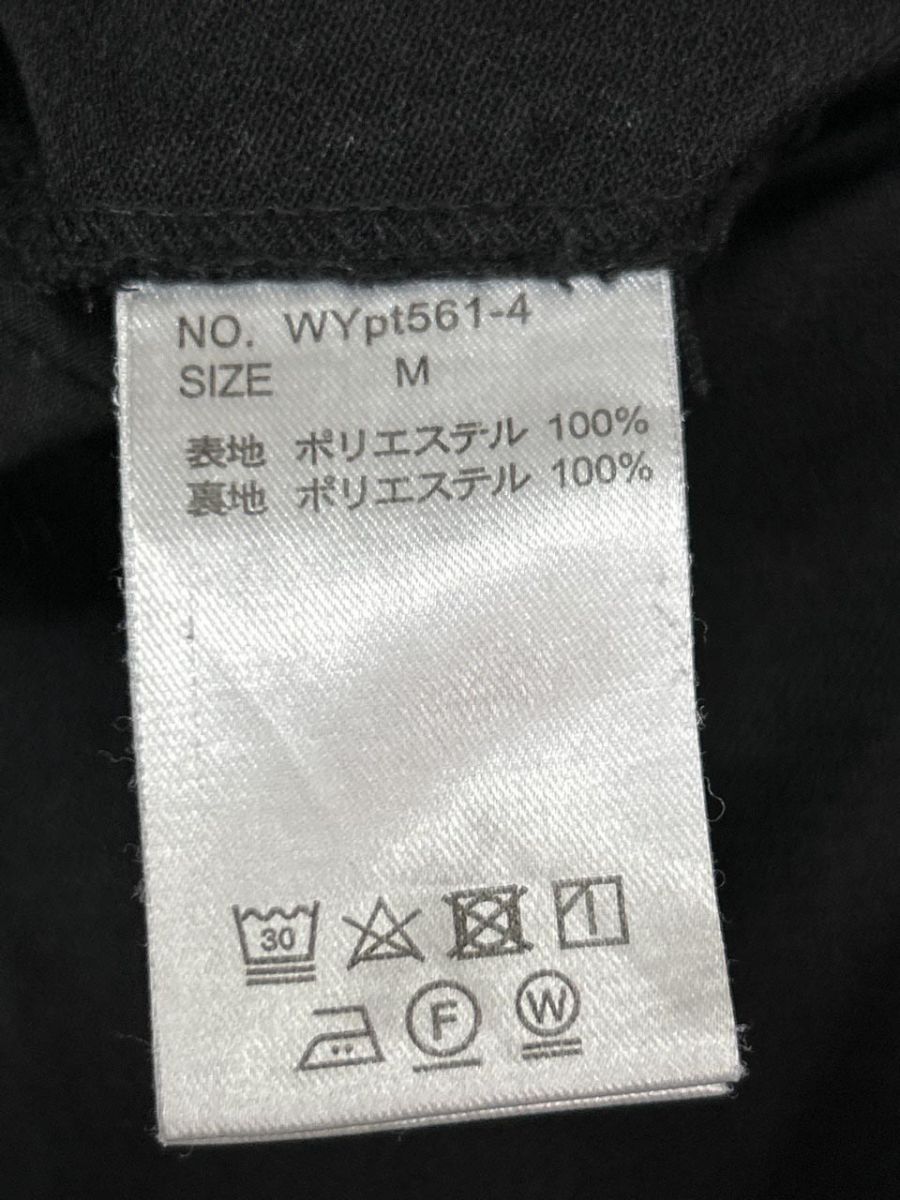 NO. WYpt561-4
SIZE M
表地 ポリエステル 100%
裏地 ポリエステル 100%
30
F W